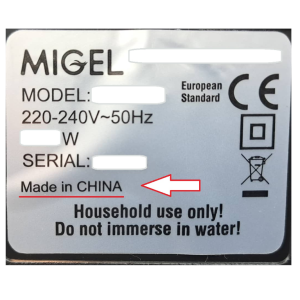 MIGEL
MODEL:
European
Standard
CE
220-240V~50Hz
W
SERIAL:
Made in CHINA
Household use only!
Do not immerse in water!